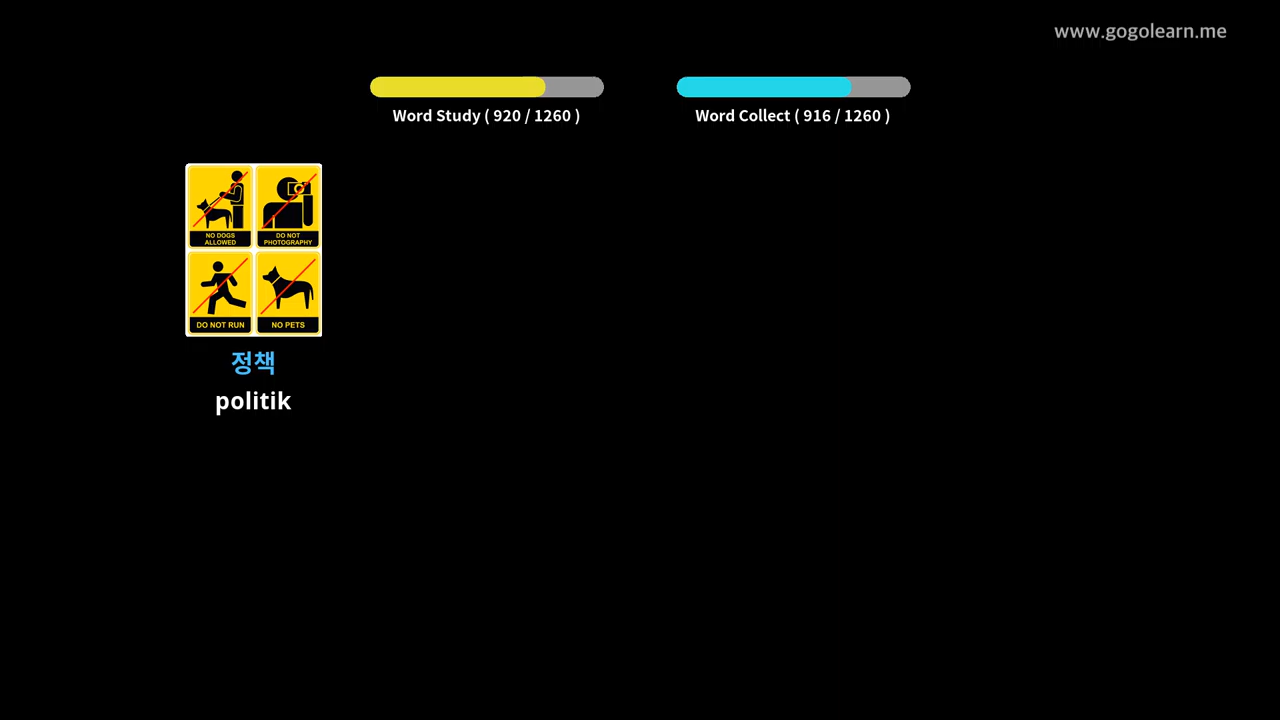 www.gogolearn.me
Word Study ( 920 / 1260 )
Word Collect ( 916 / 1260 )
NO DOGS
ALLOWED
DO NOT
PHOTOGRAPHY
DO NOT RUN
NO PETS
정책
politik